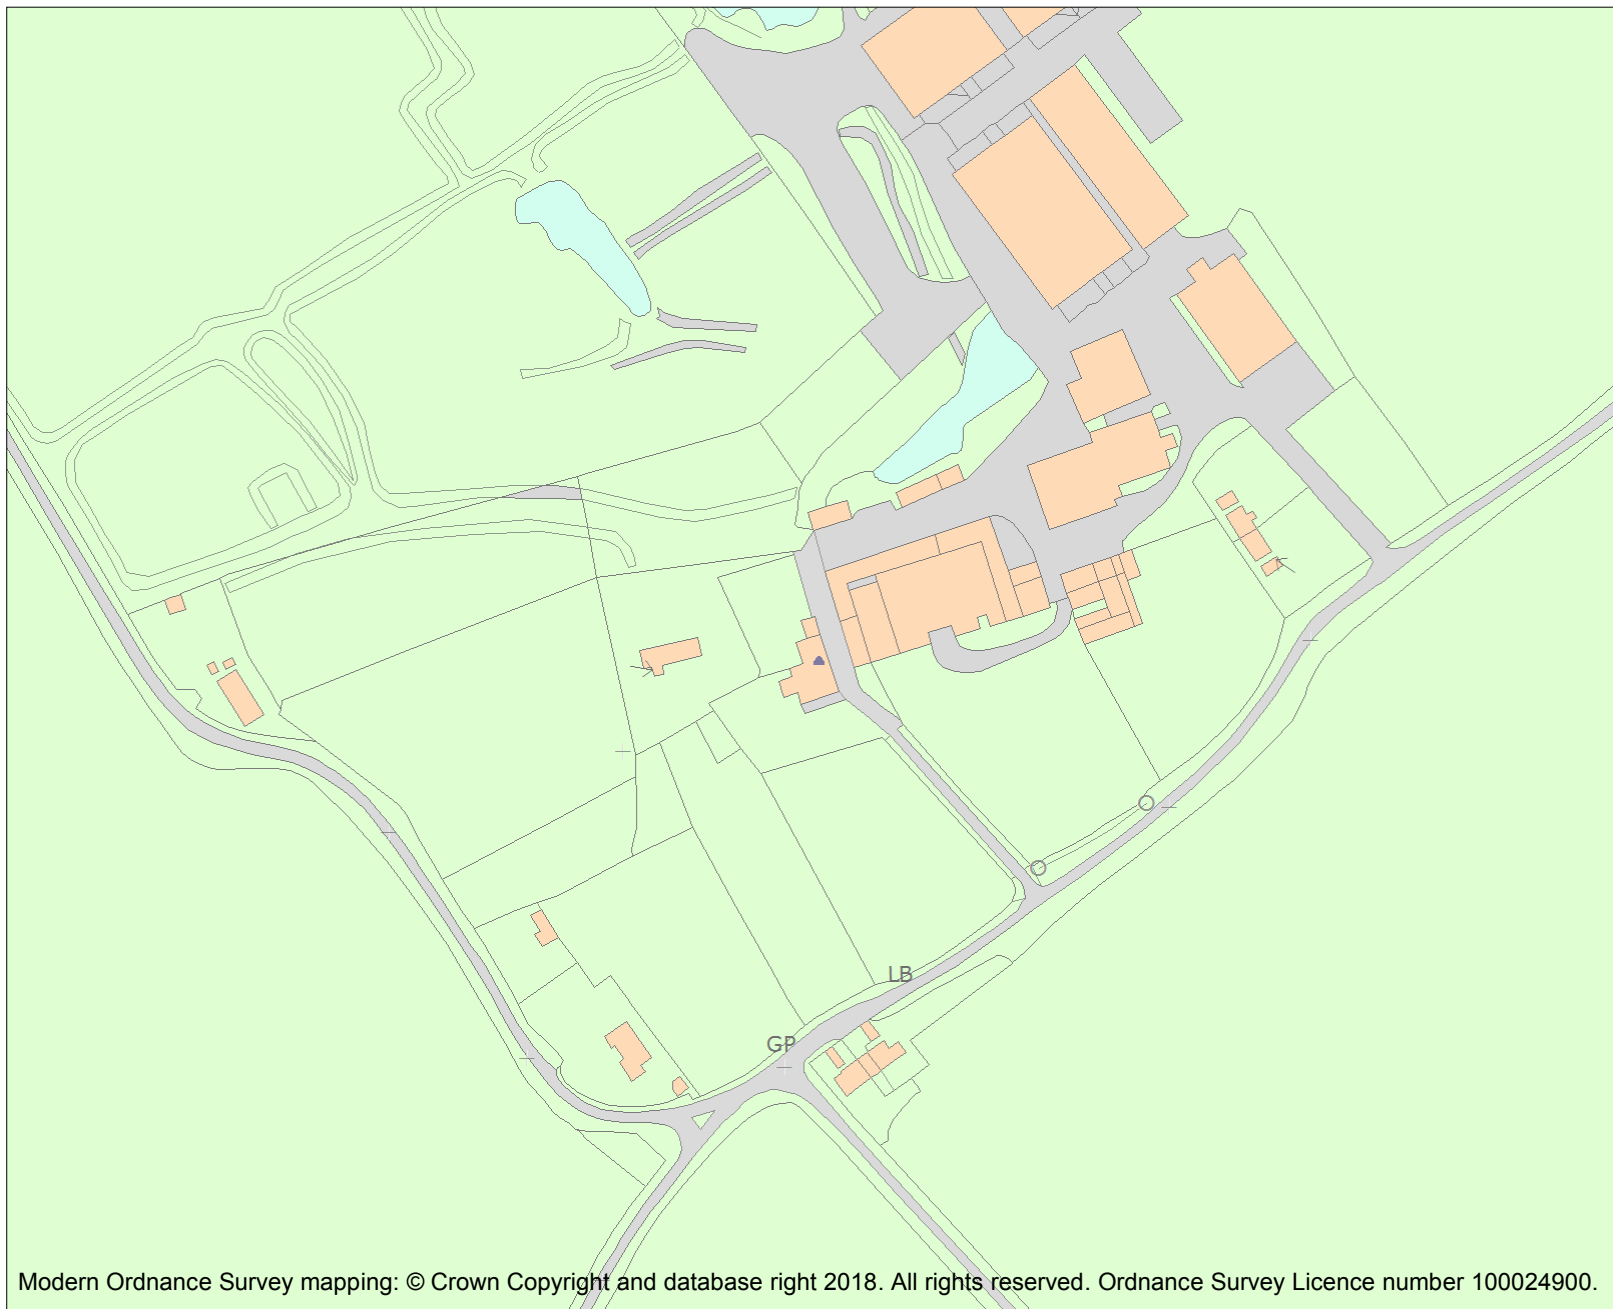 LB
GP
Modern Ordnance Survey mapping: © Crown Copyright and database right 2018. All rights reserved. Ordnance Survey Licence number 100024900.